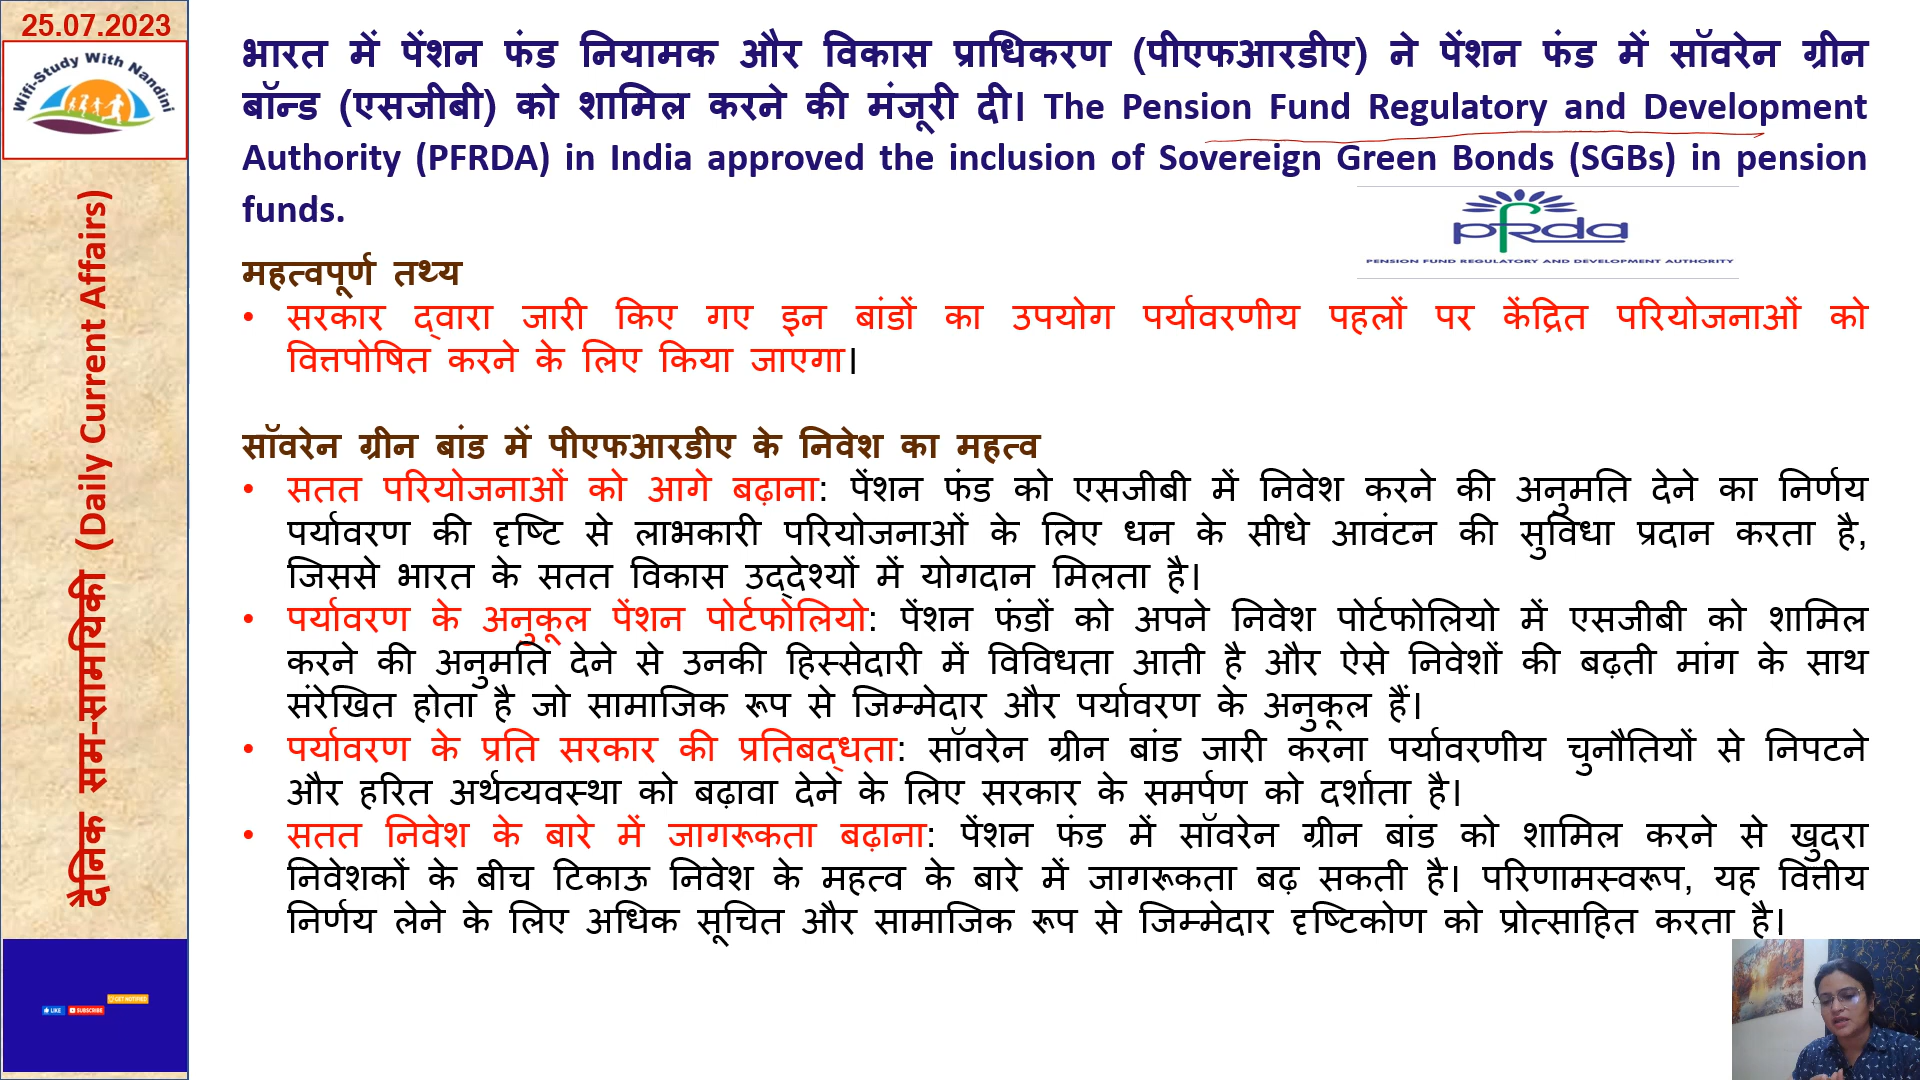 25.07.2023
Wifi-Study With Nandini
दैनिक सम-सामयिकी (Daily Current Affairs)
भारत में पेंशन फंड नियामक और विकास प्राधिकरण (पीएफआरडीए) ने पेंशन फंड में सॉवरेन ग्रीन
बॉन्ड (एसजीबी) को शामिल करने की मंजूरी दी। The Pension Fund Regulatory and Development
Authority (PFRDA) in India approved the inclusion of Sovereign Green Bonds (SGBs) in pension
funds.
pfrda
PENSION FUND REGULATORY AND DEVELOPMENT AUTHORITY
महत्वपूर्ण तथ्य
• सरकार द्वारा जारी किए गए इन बांडों का उपयोग पर्यावरणीय पहलों पर केंद्रित परियोजनाओं को
वित्तपोषित करने के लिए किया जाएगा।
सॉवरेन ग्रीन बांड में पीएफआरडीए के निवेश का महत्व
• सतत परियोजनाओं को आगे बढ़ाना: पेंशन फंड को एसजीबी में निवेश करने की अनुमति देने का निर्णय
पर्यावरण की दृष्टि से लाभकारी परियोजनाओं के लिए धन के सीधे आवंटन की सुविधा प्रदान करता है,
जिससे भारत के सतत विकास उद्देश्यों में योगदान मिलता है।
• पर्यावरण के अनुकूल पेंशन पोर्टफोलियो: पेंशन फंडों को अपने निवेश पोर्टफोलियो में एसजीबी को शामिल
करने की अनुमति देने से उनकी हिस्सेदारी में विविधता आती है और ऐसे निवेशों की बढ़ती मांग के साथ
संरेखित होता है जो सामाजिक रूप से जिम्मेदार और पर्यावरण के अनुकूल हैं।
• पर्यावरण के प्रति सरकार की प्रतिबद्धता: सॉवरेन ग्रीन बांड जारी करना पर्यावरणीय चुनौतियों से निपटने
और हरित अर्थव्यवस्था को बढ़ावा देने के लिए सरकार के समर्पण को दर्शाता है।
• सतत निवेश के बारे में जागरूकता बढ़ाना: पेंशन फंड में सॉवरेन ग्रीन बांड को शामिल करने से खुदरा
निवेशकों के बीच टिकाऊ निवेश के महत्व के बारे में जागरूकता बढ़ सकती है। परिणामस्वरूप, यह वित्तीय
निर्णय लेने के लिए अधिक सूचित और सामाजिक रूप से जिम्मेदार दृष्टिकोण को प्रोत्साहित करता है।
GET NOTIFIED
LIKE SUBSCRIBE